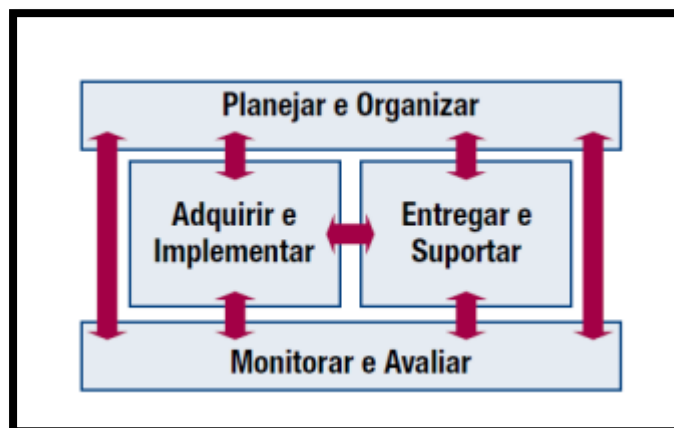 Planejar e Organizar
Adquirir e
Implementar
Entregar e
Suportar
Monitorar e Avaliar